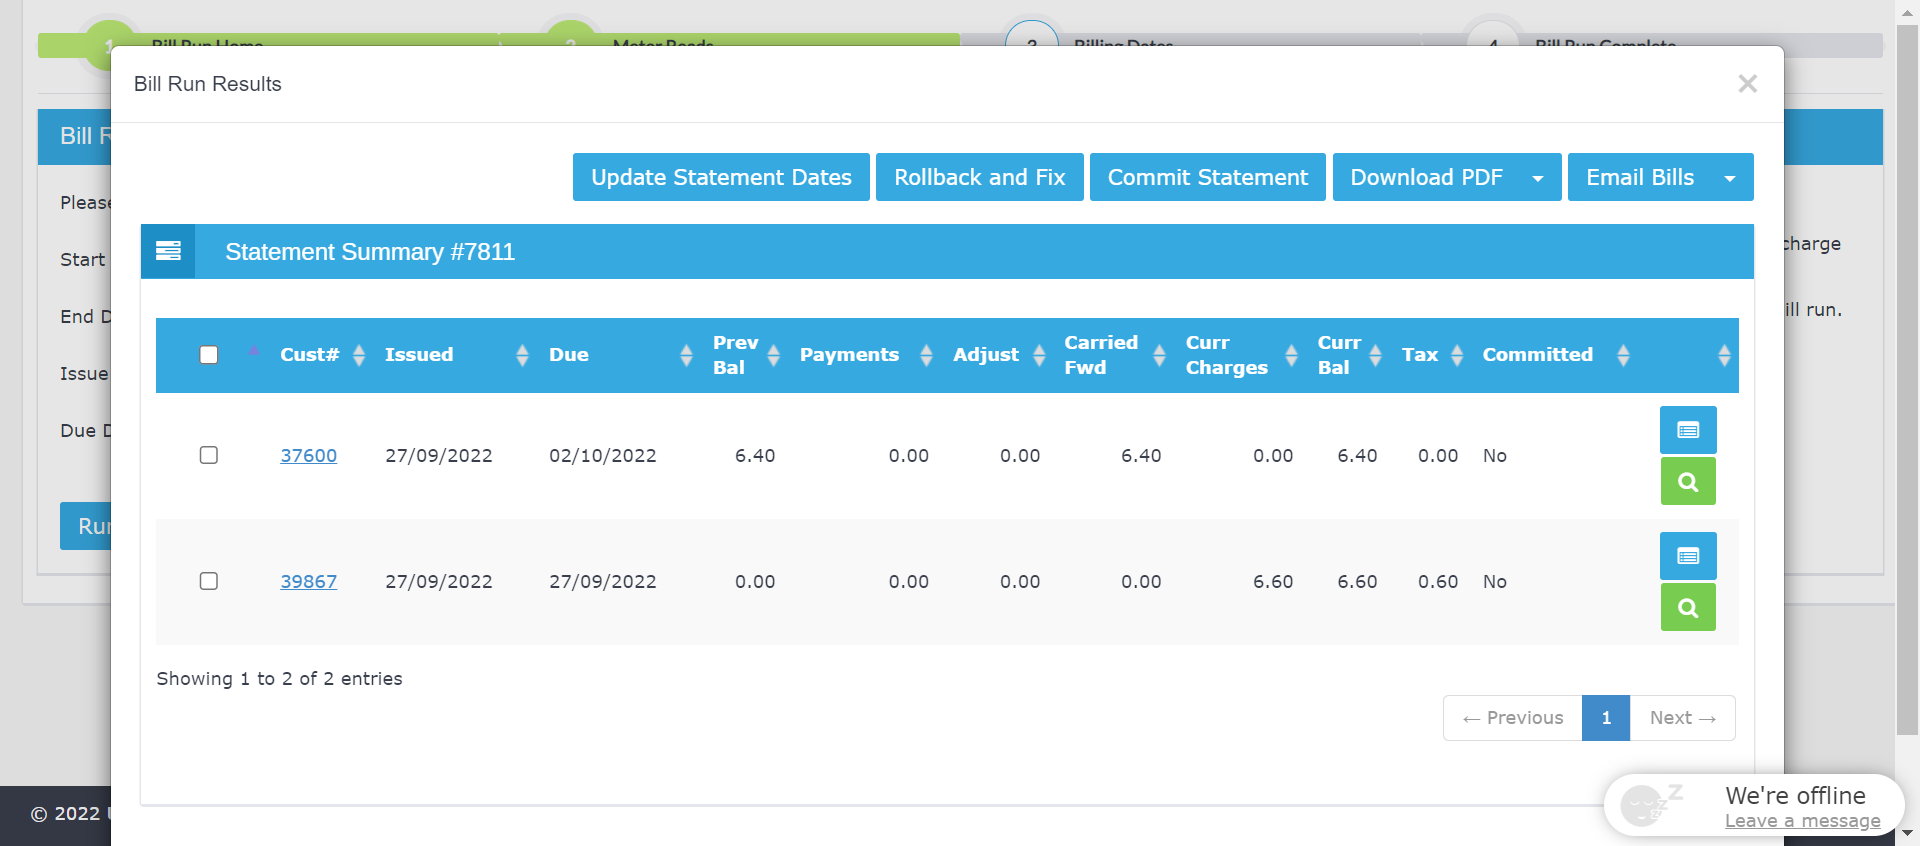 1 Bill Run Home 2 Meter Reads 3 Billing Dates 4 Bill Run Complete
Bill Run Results
×
Bill R
Please
Start
End D
Issue
Due D
Run
charge
ill run.
Update Statement Dates Rollback and Fix Commit Statement Download PDF Email Bills
Statement Summary #7811
Cust# Issued Due Prev Bal Payments Adjust Carried Fwd Curr Charges Curr Bal Tax Committed
37600 27/09/2022 02/10/2022 6.40 0.00 0.00 6.40 0.00 6.40 0.00 No
39867 27/09/2022 27/09/2022 0.00 0.00 0.00 0.00 6.60 6.60 0.60 No
Showing 1 to 2 of 2 entries
← Previous 1 Next →
We're offline
Leave a message
© 2022